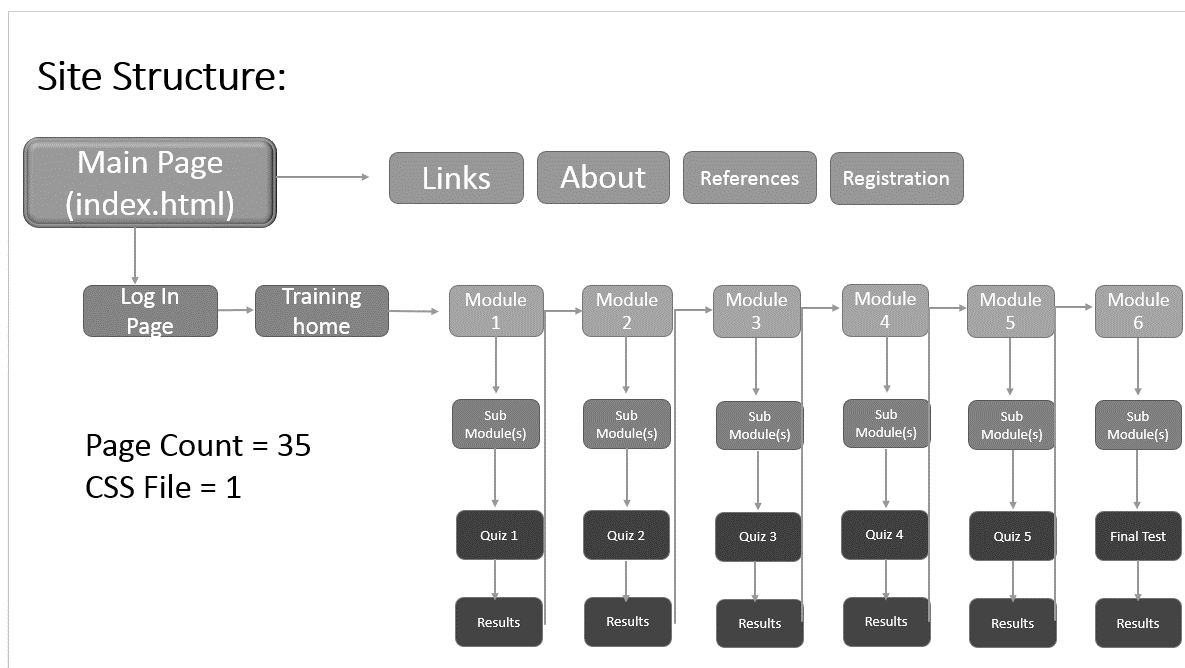 Site Structure:
Main Page
(index.html)
Links
About
References
Registration
Log In
Page
Training
home
Module
1
Module
2
Module
3
Module
4
Module
5
Module
6
Sub
Module(s)
Sub
Module(s)
Sub
Module(s)
Sub
Module(s)
Sub
Module(s)
Sub
Module(s)
Page Count = 35
CSS File = 1
Quiz 1
Quiz 2
Quiz 3
Quiz 4
Quiz 5
Final Test
Results
Results
Results
Results
Results
Results